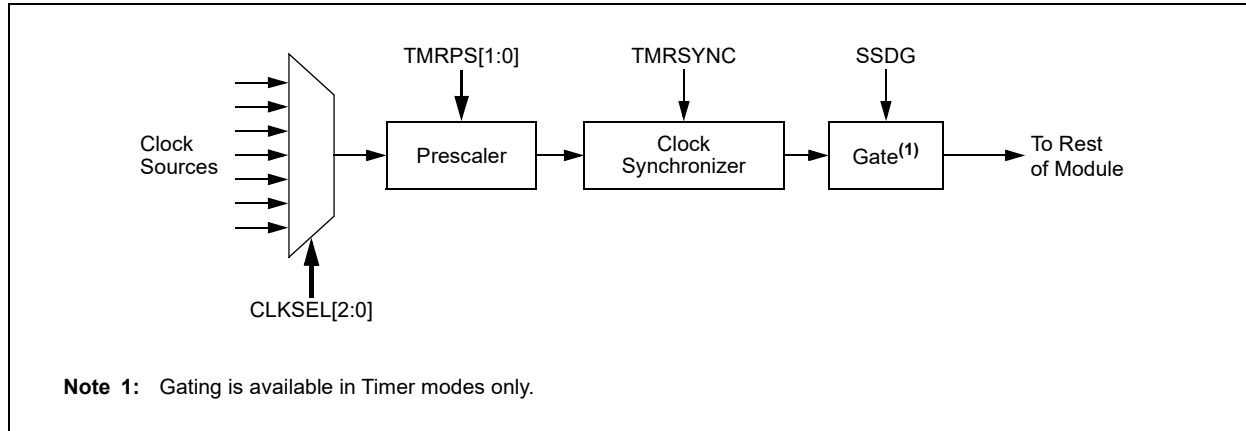 TMRPS[1:0]
TMRSYNC
SSDG
Clock
Sources
Prescaler
Clock
Synchronizer
Gate(1)
To Rest
of Module
CLKSEL[2:0]
Note 1: Gating is available in Timer modes only.